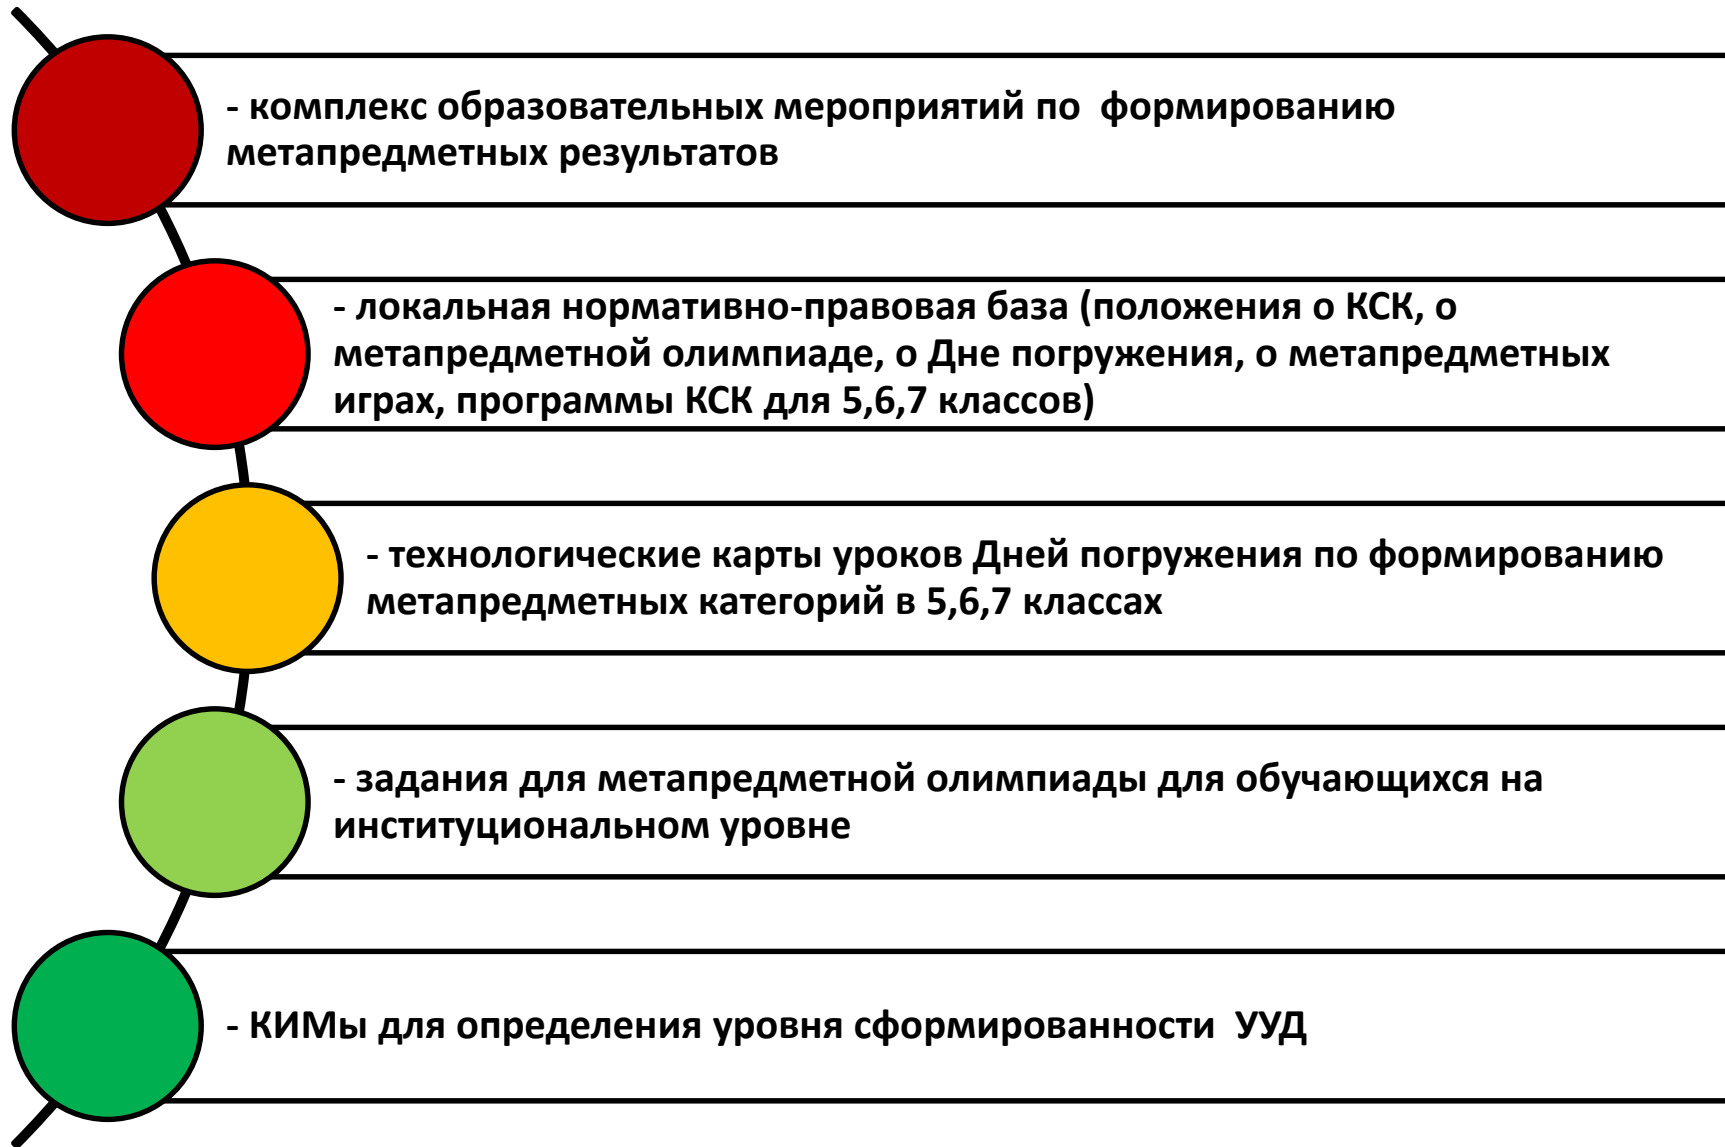 - комплекс образовательных мероприятий по формированию
метапредметных результатов
- локальная нормативно-правовая база (положения о КСК, о
метапредметной олимпиаде, о Дне погружения, о метапредметных
играх, программы КСК для 5,6,7 классов)
- технологические карты уроков Дней погружения по формированию
метапредметных категорий в 5,6,7 классах
- задания для метапредметной олимпиады для обучающихся на
институциональном уровне
- КИМы для определения уровня сформированности УУД